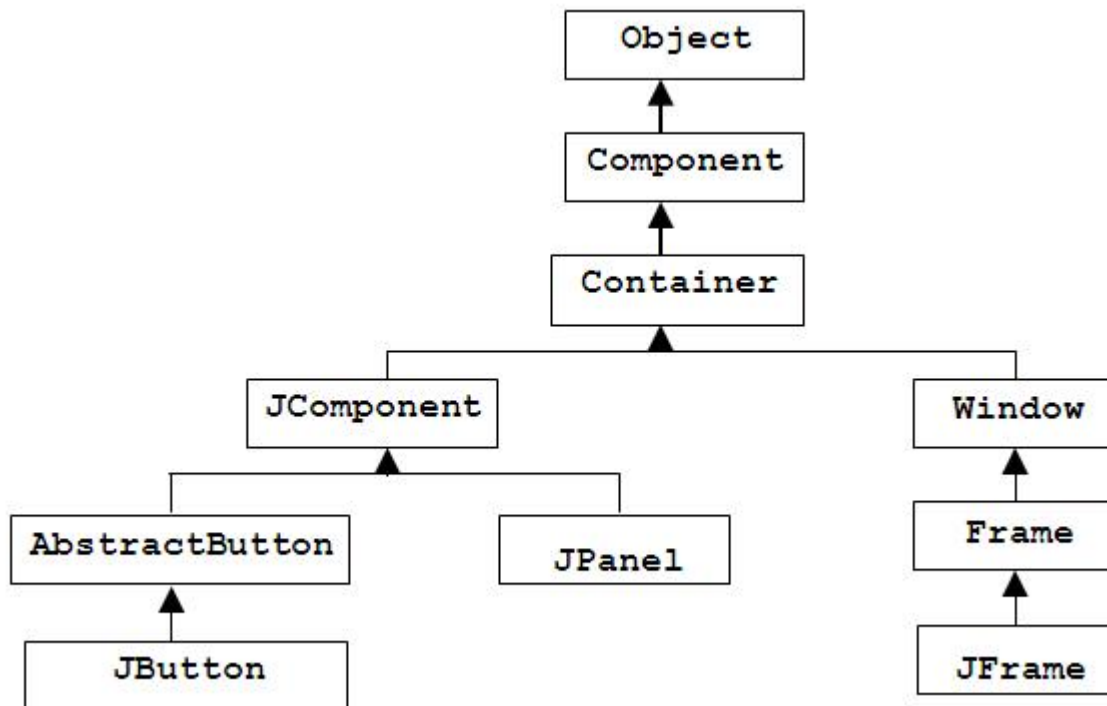 Object
Component
Container
JComponent
Window
AbstractButton
JPanel
Frame
JButton
JFrame